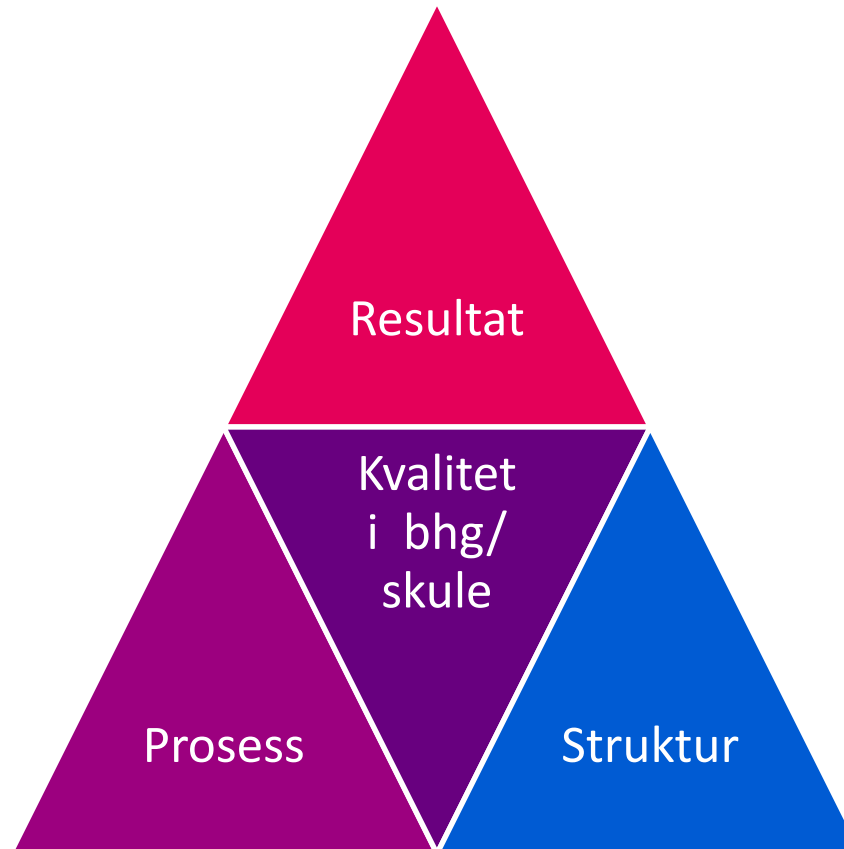 Resultat
Kvalitet
i bhg/
skule
Prosess
Struktur